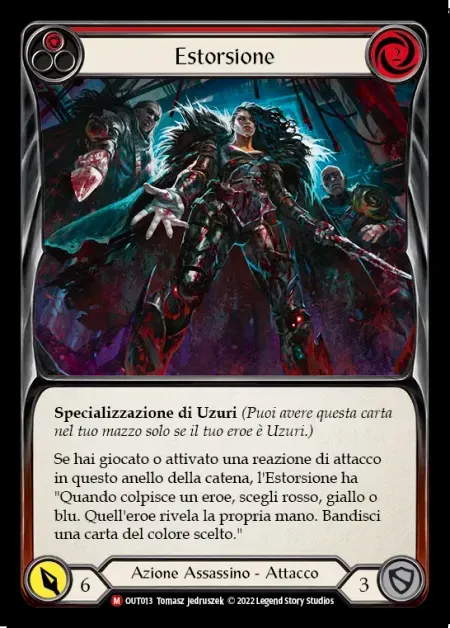 Estorsione
2
Specializzazione di Uzuri (Puoi avere questa carta
nel tuo mazzo solo se il tuo eroe è Uzuri.)
Se hai giocato o attivato una reazione di attacco
in questo anello della catena, l'Estorsione ha
"Quando colpisce un eroe, scegli rosso, giallo o
blu. Quell'eroe rivela la propria mano. Bandisci
una carta del colore scelto."
6 Azione Assassino - Attacco 3
M OUT013 Tomasz Jedruszek © 2022 Legend Story Studios